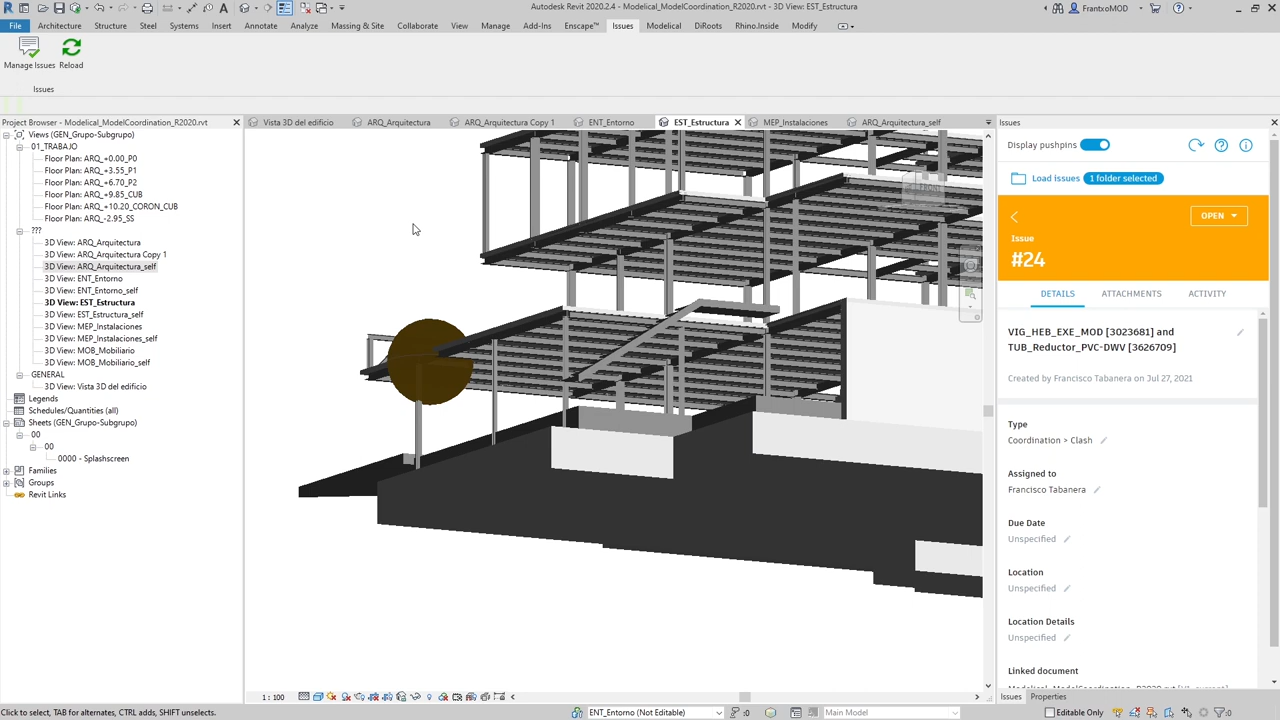 Autodesk Revit 2020.2.4 - Modelical_ModelCoordination_R2020.rvt - 3D View: EST_Estructura
FrantxoMOD
File Architecture Structure Steel Systems Insert Annotate Analyze Massing & Site Collaborate View Manage Add-Ins Enscape™ Issues Modelical DiRoots Rhino.Inside Modify
Manage Issues Reload
Issues
Project Browser - Modelical_ModelCoordination_R2020.rvt
Views (GEN_Grupo-Subgrupo)
01_TRABAJO
Floor Plan: ARQ_+0.00_P0
Floor Plan: ARQ_+3.55_P1
Floor Plan: ARQ_+6.70_P2
Floor Plan: ARQ_+9.85_CUB
Floor Plan: ARQ_+10.20_CORON_CUB
Floor Plan: ARQ_-2.95_SS
???
3D View: ARQ_Arquitectura
3D View: ARQ_Arquitectura Copy 1
3D View: ARQ_Arquitectura_self
3D View: ENT_Entorno
3D View: ENT_Entorno_self
3D View: EST_Estructura
3D View: EST_Estructura_self
3D View: MEP_Instalaciones
3D View: MEP_Instalaciones_self
3D View: MOB_Mobiliario
3D View: MOB_Mobiliario_self
GENERAL
3D View: Vista 3D del edificio
Legends
Schedules/Quantities (all)
Sheets (GEN_Grupo-Subgrupo)
00
00
0000 - Splashscreen
Families
Groups
Revit Links
Vista 3D del edificio ARQ_Arquitectura ARQ_Arquitectura Copy 1 ENT_Entorno EST_Estructura MEP_Instalaciones ARQ_Arquitectura_self
FRONT
1 : 100
Issues
Display pushpins
Load issues 1 folder selected
OPEN
Issue
#24
DETAILS ATTACHMENTS ACTIVITY
VIG_HEB_EXE_MOD [3023681] and
TUB_Reductor_PVC-DWV [3626709]
Created by Francisco Tabanera on Jul 27, 2021
Type
Coordination > Clash
Assigned to
Francisco Tabanera
Due Date
Unspecified
Location
Unspecified
Location Details
Unspecified
Linked document
Modelical_ModelCoordination_R2020.rvt [V1 current]
Issues Properties
Click to select, TAB for alternates, CTRL adds, SHIFT unselects.
ENT_Entorno (Not Editable) :0 Main Model Editable Only :0